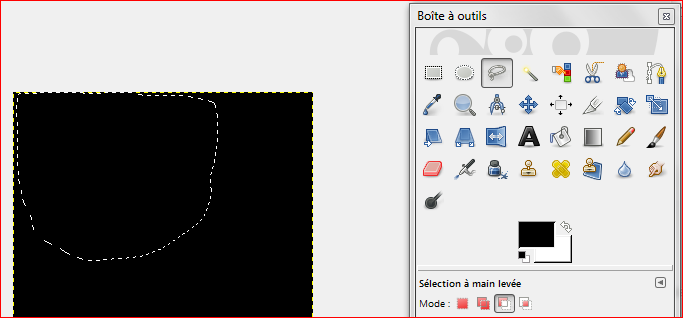 Boîte à outils
Sélection à main levée
Mode :